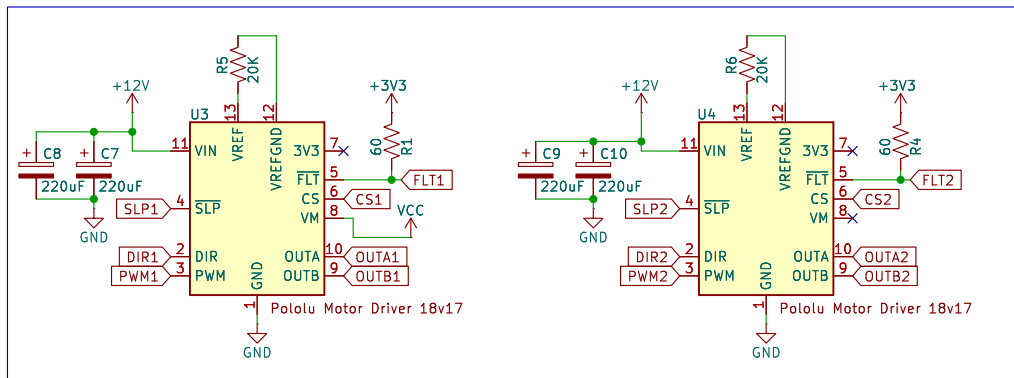 R5
20K
+12V
+3V3
U3
13
12
VREF
VREFGND
11
VIN
3V3
7
60
R1
+
C8
220uF
+
C7
220uF
FLT
5
FLT1
CS
6
CS1
SLP1
4
SLP
VM
8
VCC
GND
DIR1
2
DIR
OUTA
10
OUTA1
PWM1
3
PWM
OUTB
9
OUTB1
GND
1
Pololu Motor Driver 18v17
GND
R6
20K
+12V
+3V3
U4
13
12
VREF
VREFGND
11
VIN
3V3
7
60
R4
+
C9
220uF
+
C10
220uF
FLT
5
FLT2
CS
6
CS2
SLP2
4
SLP
VM
8
GND
DIR2
2
DIR
OUTA
10
OUTA2
PWM2
3
PWM
OUTB
9
OUTB2
GND
1
Pololu Motor Driver 18v17
GND